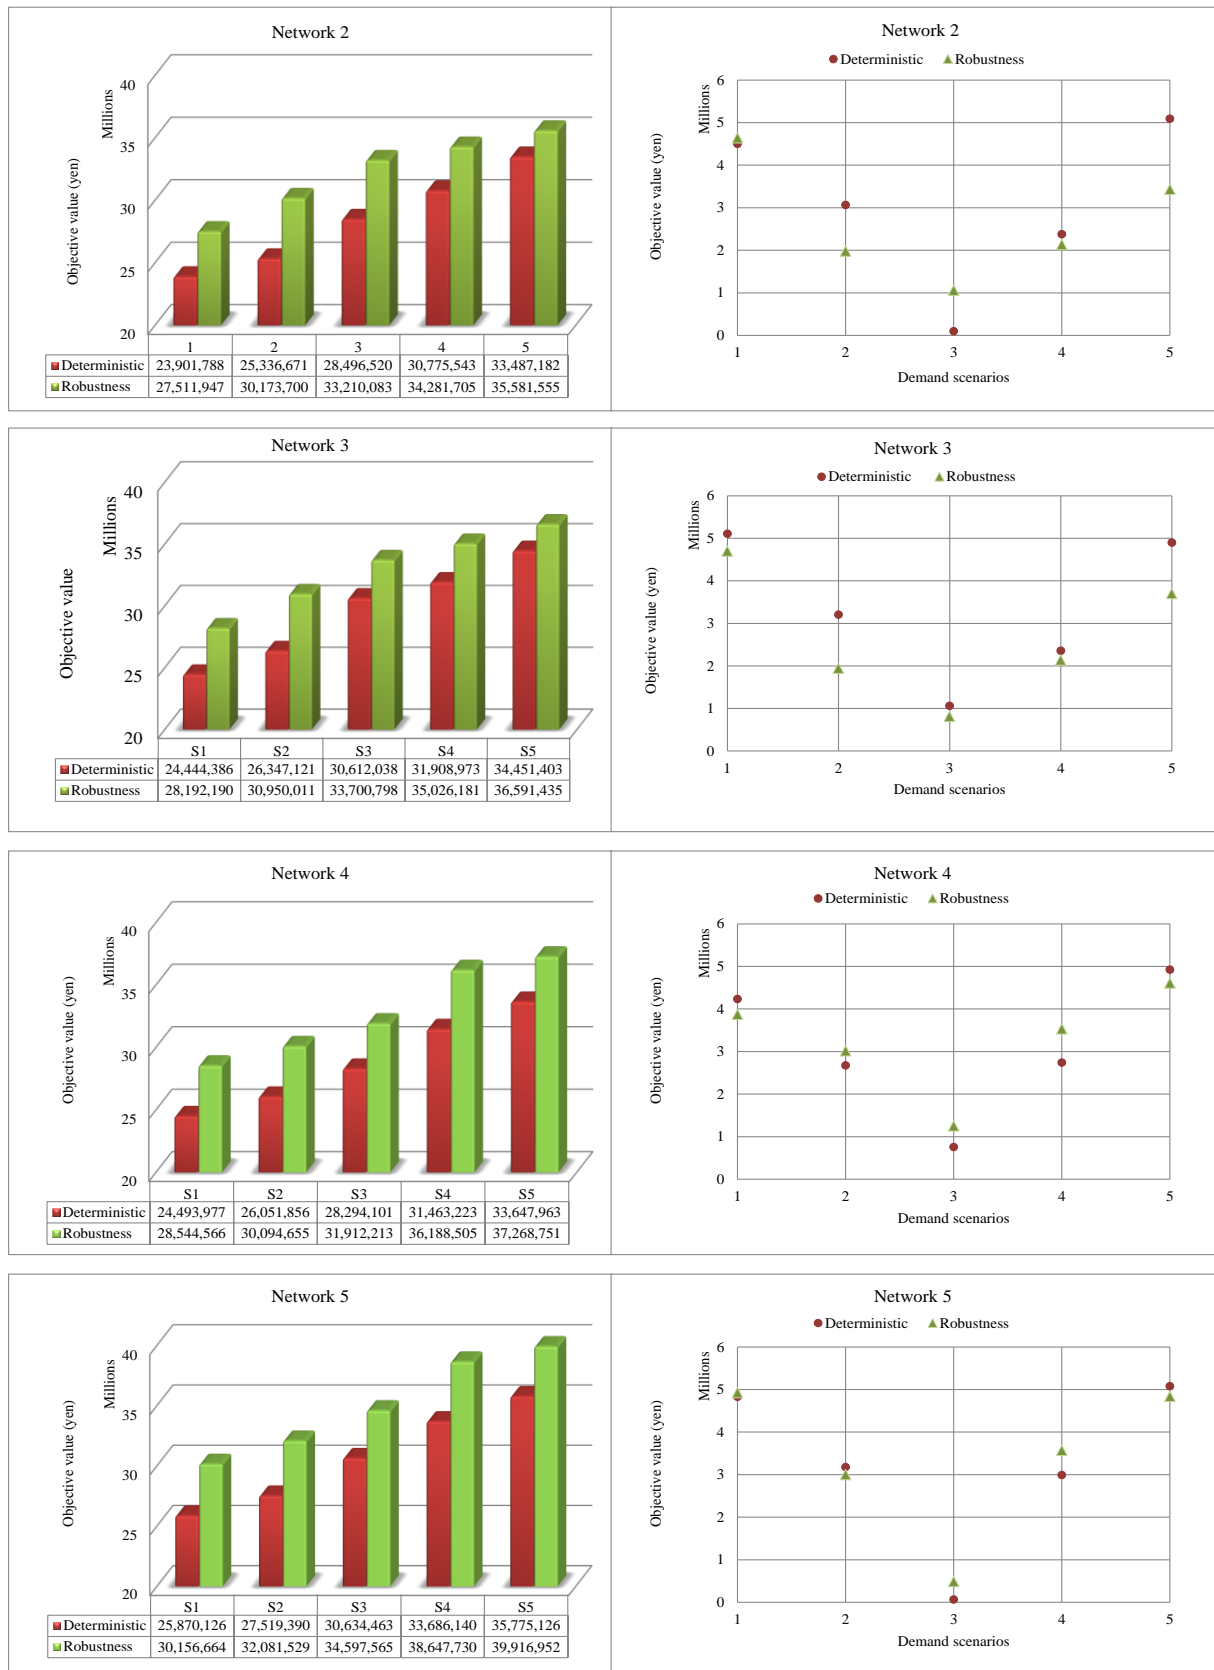 Network 2
Millions
Objective value (yen)
40
35
30
25
20
1 2 3 4 5
Deterministic 23,901,788 25,336,671 28,496,520 30,775,543 33,487,182
Robustness 27,511,947 30,173,700 33,210,083 34,281,705 35,581,555
Network 2
Deterministic Robustness
Millions
Objective value (yen)
6
5
4
3
2
1
0
1 2 3 4 5
Demand scenarios
Network 3
Millions
Objective value
40
35
30
25
20
S1 S2 S3 S4 S5
Deterministic 24,444,386 26,347,121 30,612,038 31,908,973 34,451,403
Robustness 28,192,190 30,950,011 33,700,798 35,026,181 36,591,435
Network 3
Deterministic Robustness
Millions
Objective value (yen)
6
5
4
3
2
1
0
1 2 3 4 5
Demand scenarios
Network 4
Millions
Objective value (yen)
40
35
30
25
20
S1 S2 S3 S4 S5
Deterministic 24,493,977 26,051,856 28,294,101 31,463,223 33,647,963
Robustness 28,544,566 30,094,655 31,912,213 36,188,505 37,268,751
Network 4
Deterministic Robustness
Millions
Objective value (yen)
6
5
4
3
2
1
0
1 2 3 4 5
Demand scenarios
Network 5
Millions
Objective value (yen)
40
35
30
25
20
S1 S2 S3 S4 S5
Deterministic 25,870,126 27,519,390 30,634,463 33,686,140 35,775,126
Robustness 30,156,664 32,081,529 34,597,565 38,647,730 39,916,952
Network 5
Deterministic Robustness
Millions
Objective value (yen)
6
5
4
3
2
1
0
1 2 3 4 5
Demand scenarios